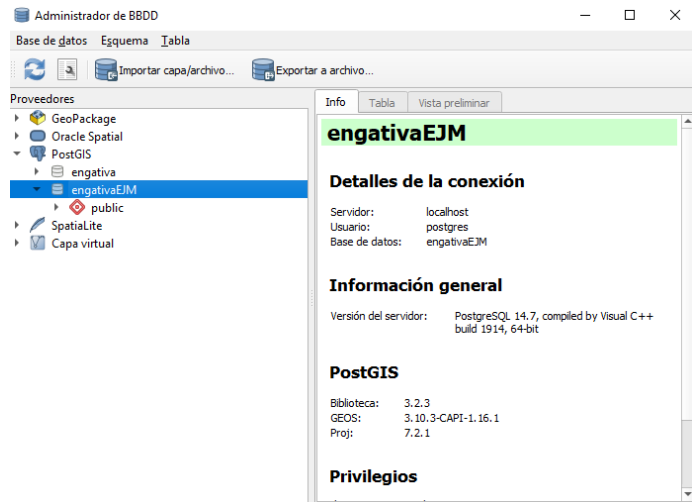 Administrador de BBDD
Base de datos Esquema Tabla
Importar capa/archivo... Exportar a archivo...
Proveedores
GeoPackage
Oracle Spatial
PostGIS
engativa
engativaEJM
public
SpatiaLite
Capa virtual
Info Tabla Vista preliminar
engativaEJM
Detalles de la conexión
Servidor: localhost
Usuario: postgres
Base de datos: engativaEJM
Información general
Versión del servidor: PostgreSQL 14.7, compiled by Visual C++
build 1914, 64-bit
PostGIS
Biblioteca: 3.2.3
GEOS: 3.10.3-CAPI-1.16.1
Proj: 7.2.1
Privilegios